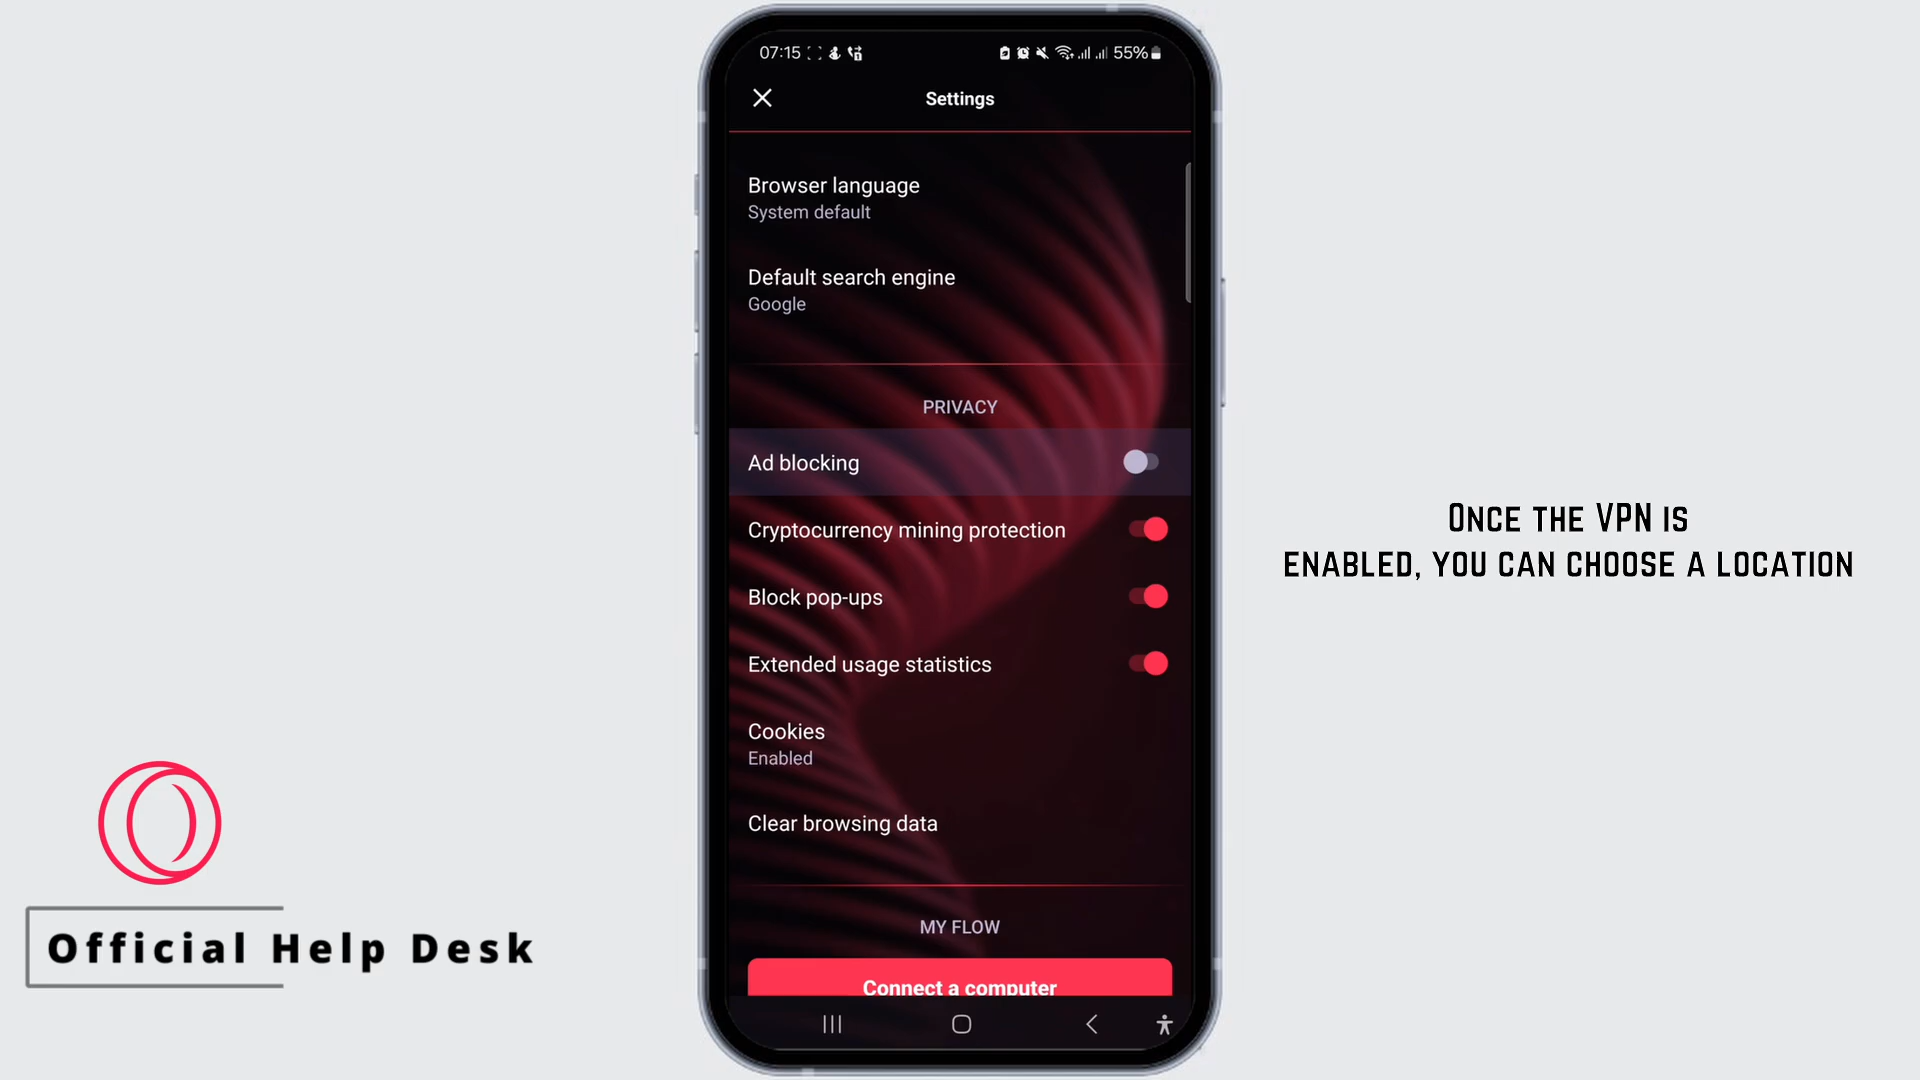 07:15
55%
Settings
Browser language
System default
Default search engine
Google
PRIVACY
Ad blocking
Cryptocurrency mining protection
Block pop-ups
Extended usage statistics
Cookies
Enabled
Clear browsing data
MY FLOW
Connect a computer
ONCE THE VPN IS
ENABLED, YOU CAN CHOOSE A LOCATION
Official Help Desk